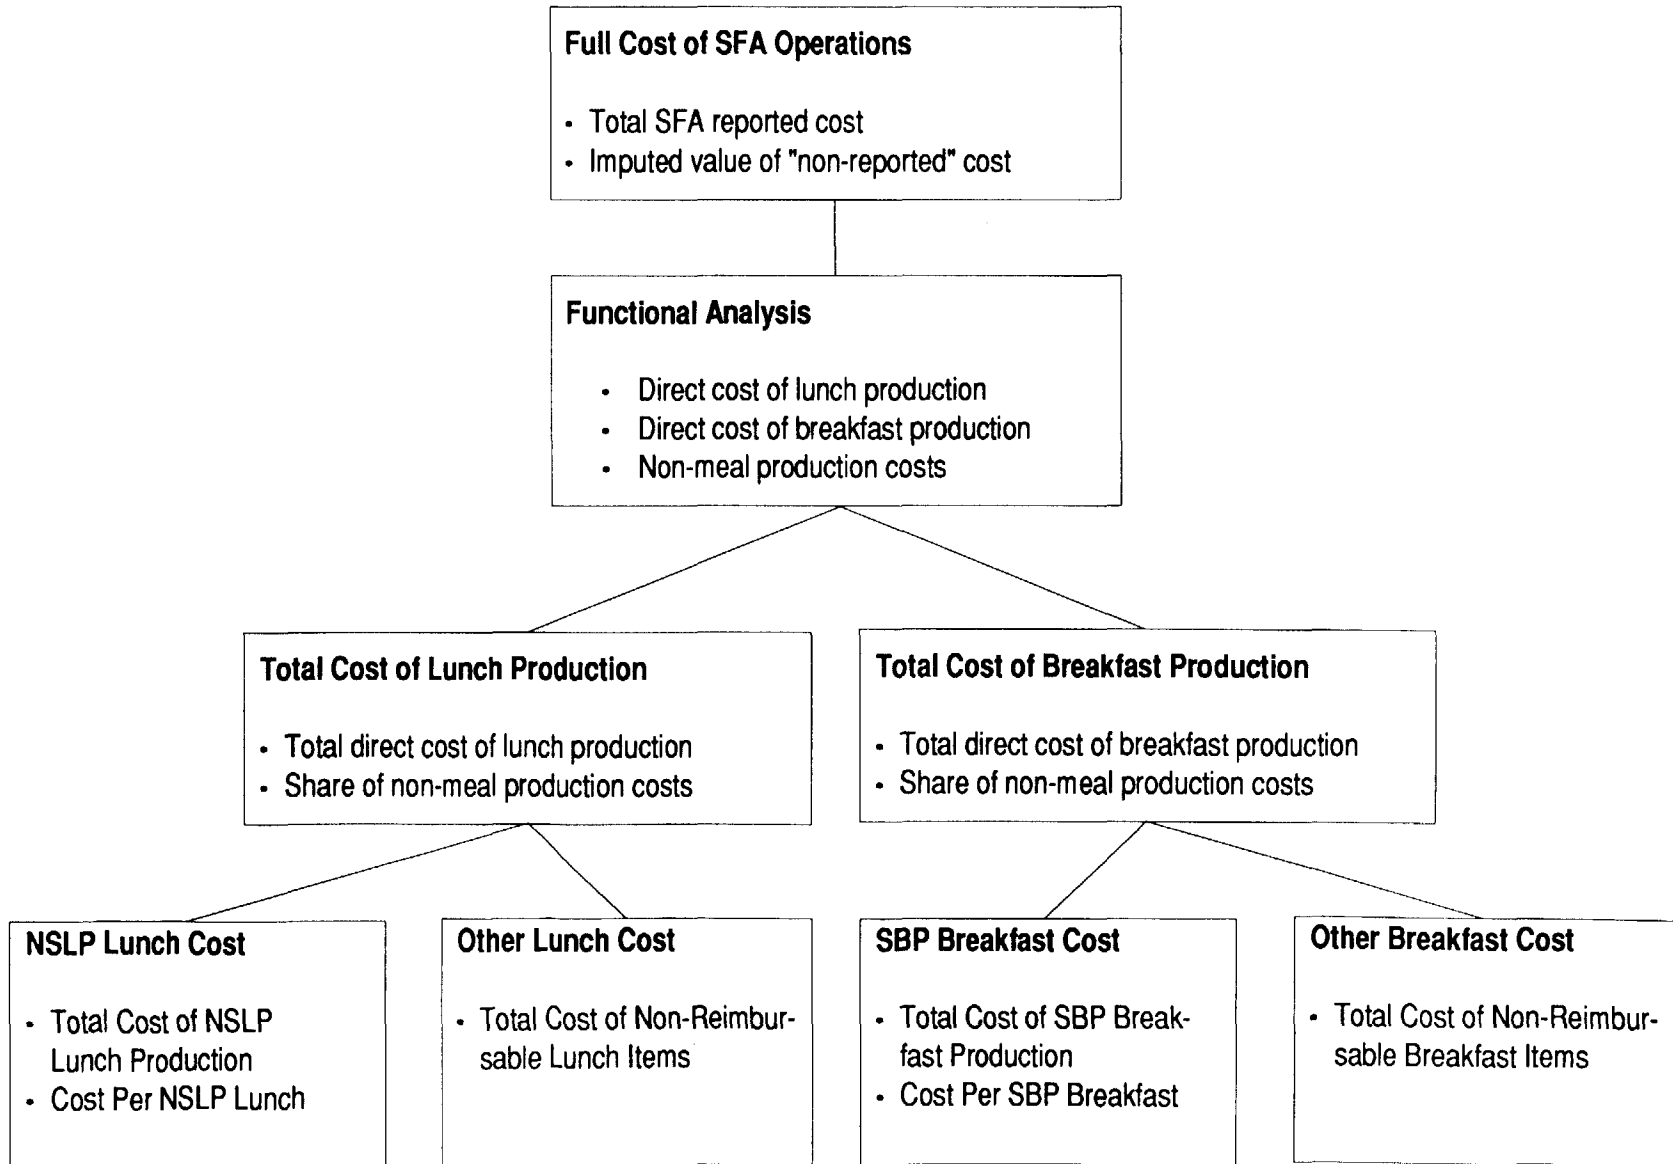 Full Cost of SFA Operations
· Total SFA reported cost
· Imputed value of "non-reported" cost
Functional Analysis
· Direct cost of lunch production
· Direct cost of breakfast production
· Non-meal production costs
Total Cost of Lunch Production
· Total direct cost of lunch production
· Share of non-meal production costs
Total Cost of Breakfast Production
· Total direct cost of breakfast production
· Share of non-meal production costs
NSLP Lunch Cost
· Total Cost of NSLP
Lunch Production
· Cost Per NSLP Lunch
Other Lunch Cost
· Total Cost of Non-Reimbur-
sable Lunch Items
SBP Breakfast Cost
· Total Cost of SBP Break-
fast Production
· Cost Per SBP Breakfast
Other Breakfast Cost
· Total Cost of Non-Reimbur-
sable Breakfast Items